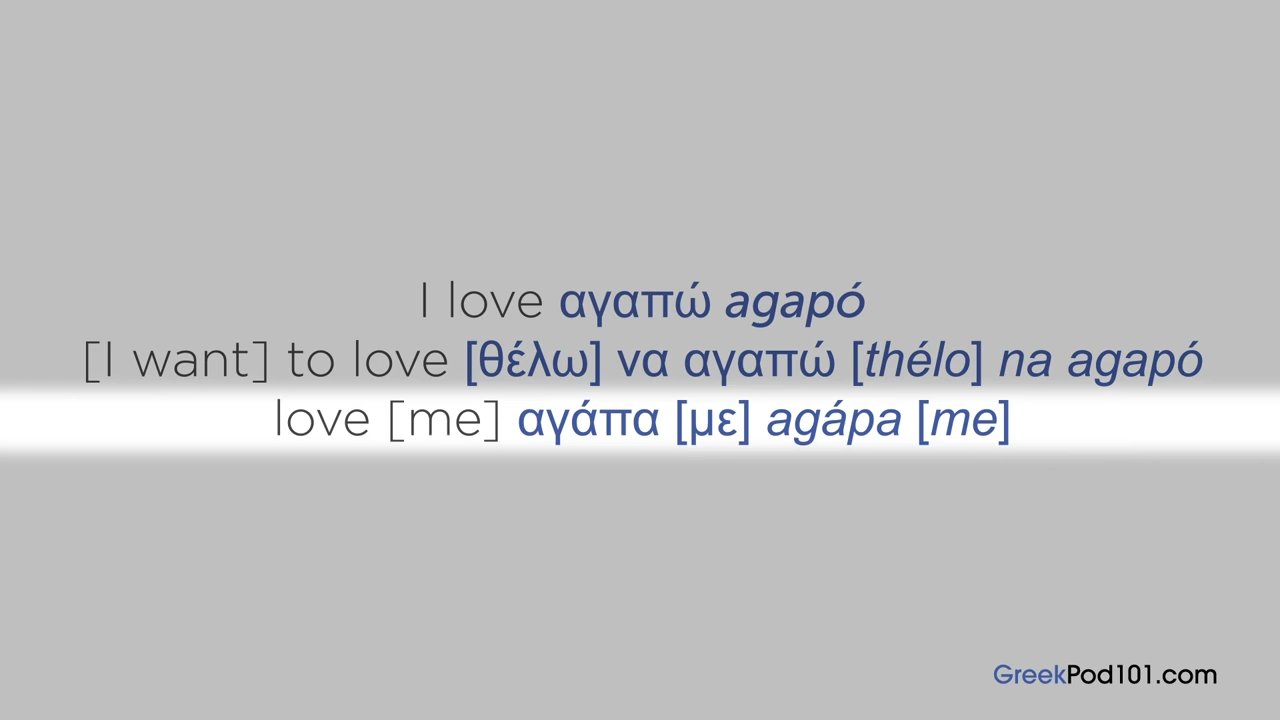 I love αγαπώ agapó
[I want] to love [θέλω] να αγαπώ [thélo] na agapó
love [me] αγάπα [με] agápa [me]
GreekPod101.com